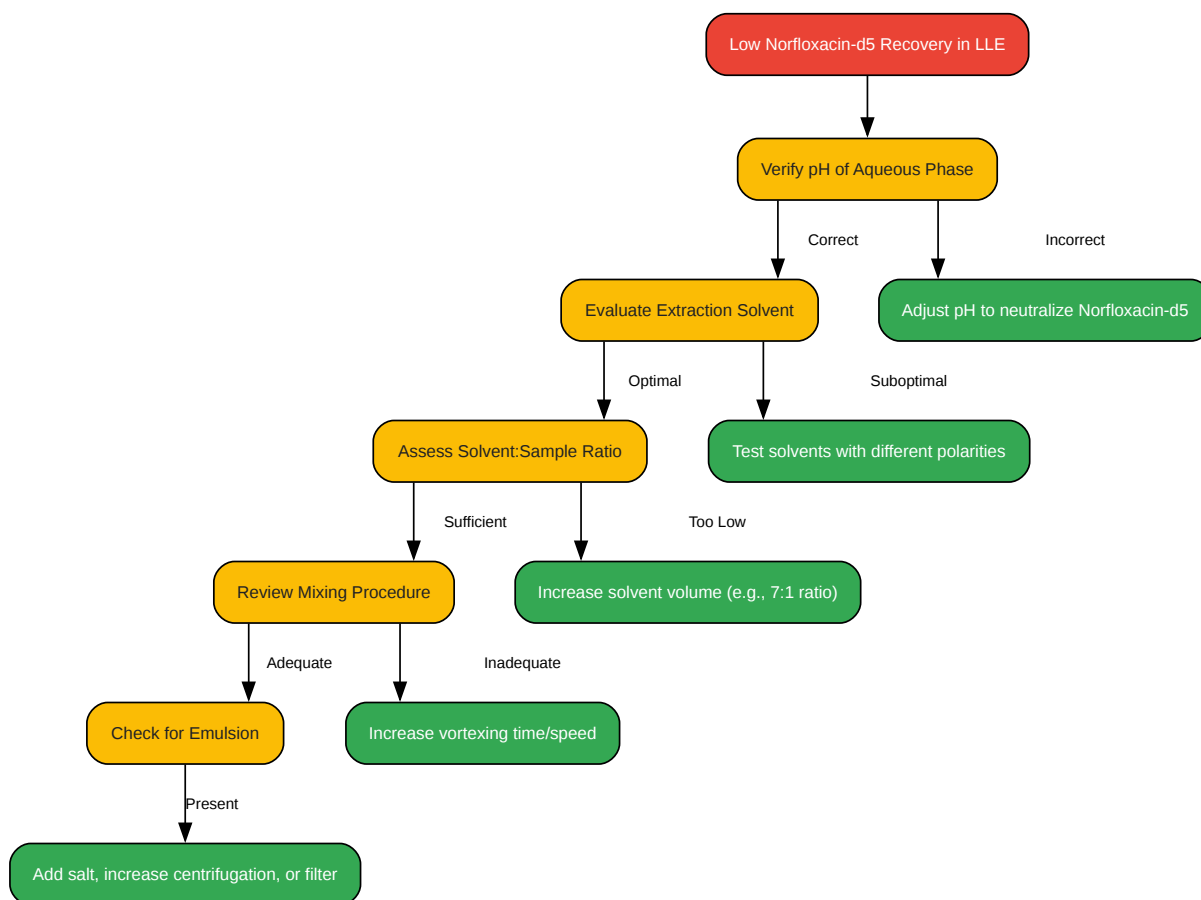 Low Norfloxacin-d5 Recovery in LLE
Verify pH of Aqueous Phase
Correct
Incorrect
Evaluate Extraction Solvent
Adjust pH to neutralize Norfloxacin-d5
Optimal
Suboptimal
Assess Solvent:Sample Ratio
Test solvents with different polarities
Sufficient
Too Low
Review Mixing Procedure
Increase solvent volume (e.g., 7:1 ratio)
Adequate
Inadequate
Check for Emulsion
Increase vortexing time/speed
Present
Add salt, increase centrifugation, or filter